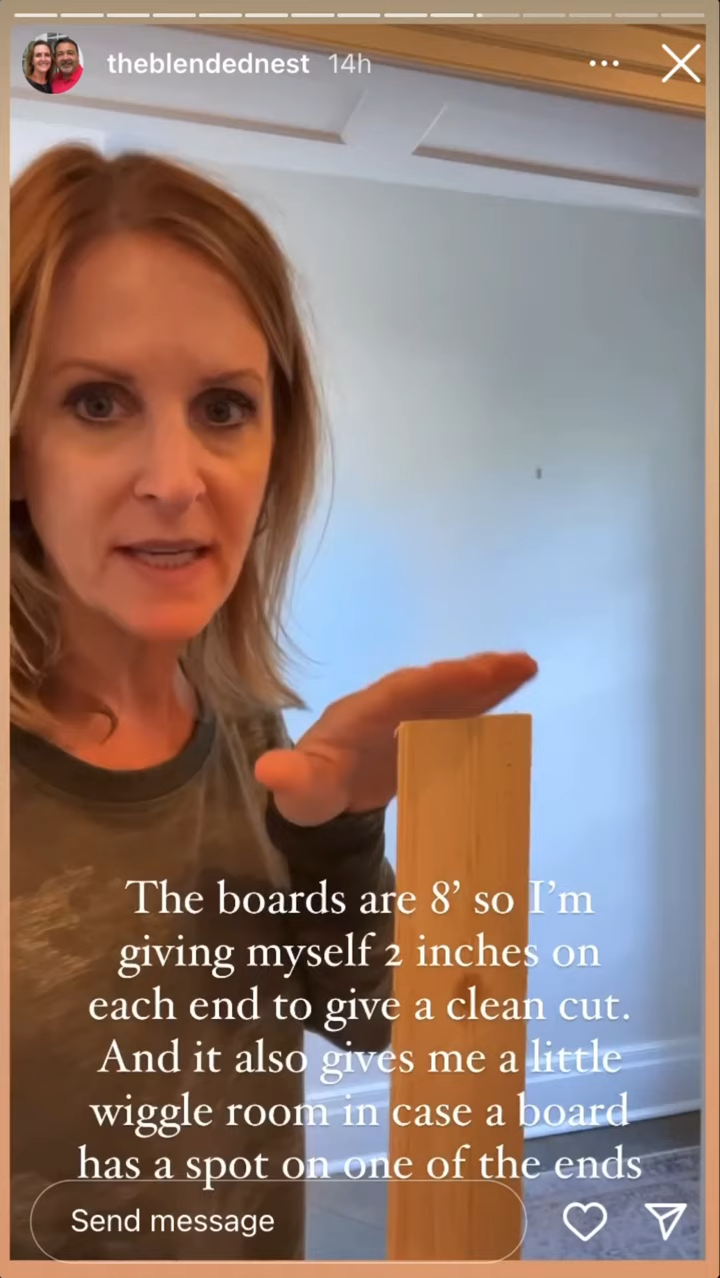 theblendednest 14h
The boards are 8’ so I’m
giving myself 2 inches on
each end to give a clean cut.
And it also gives me a little
wiggle room in case a board
has a spot on one of the ends
Send message